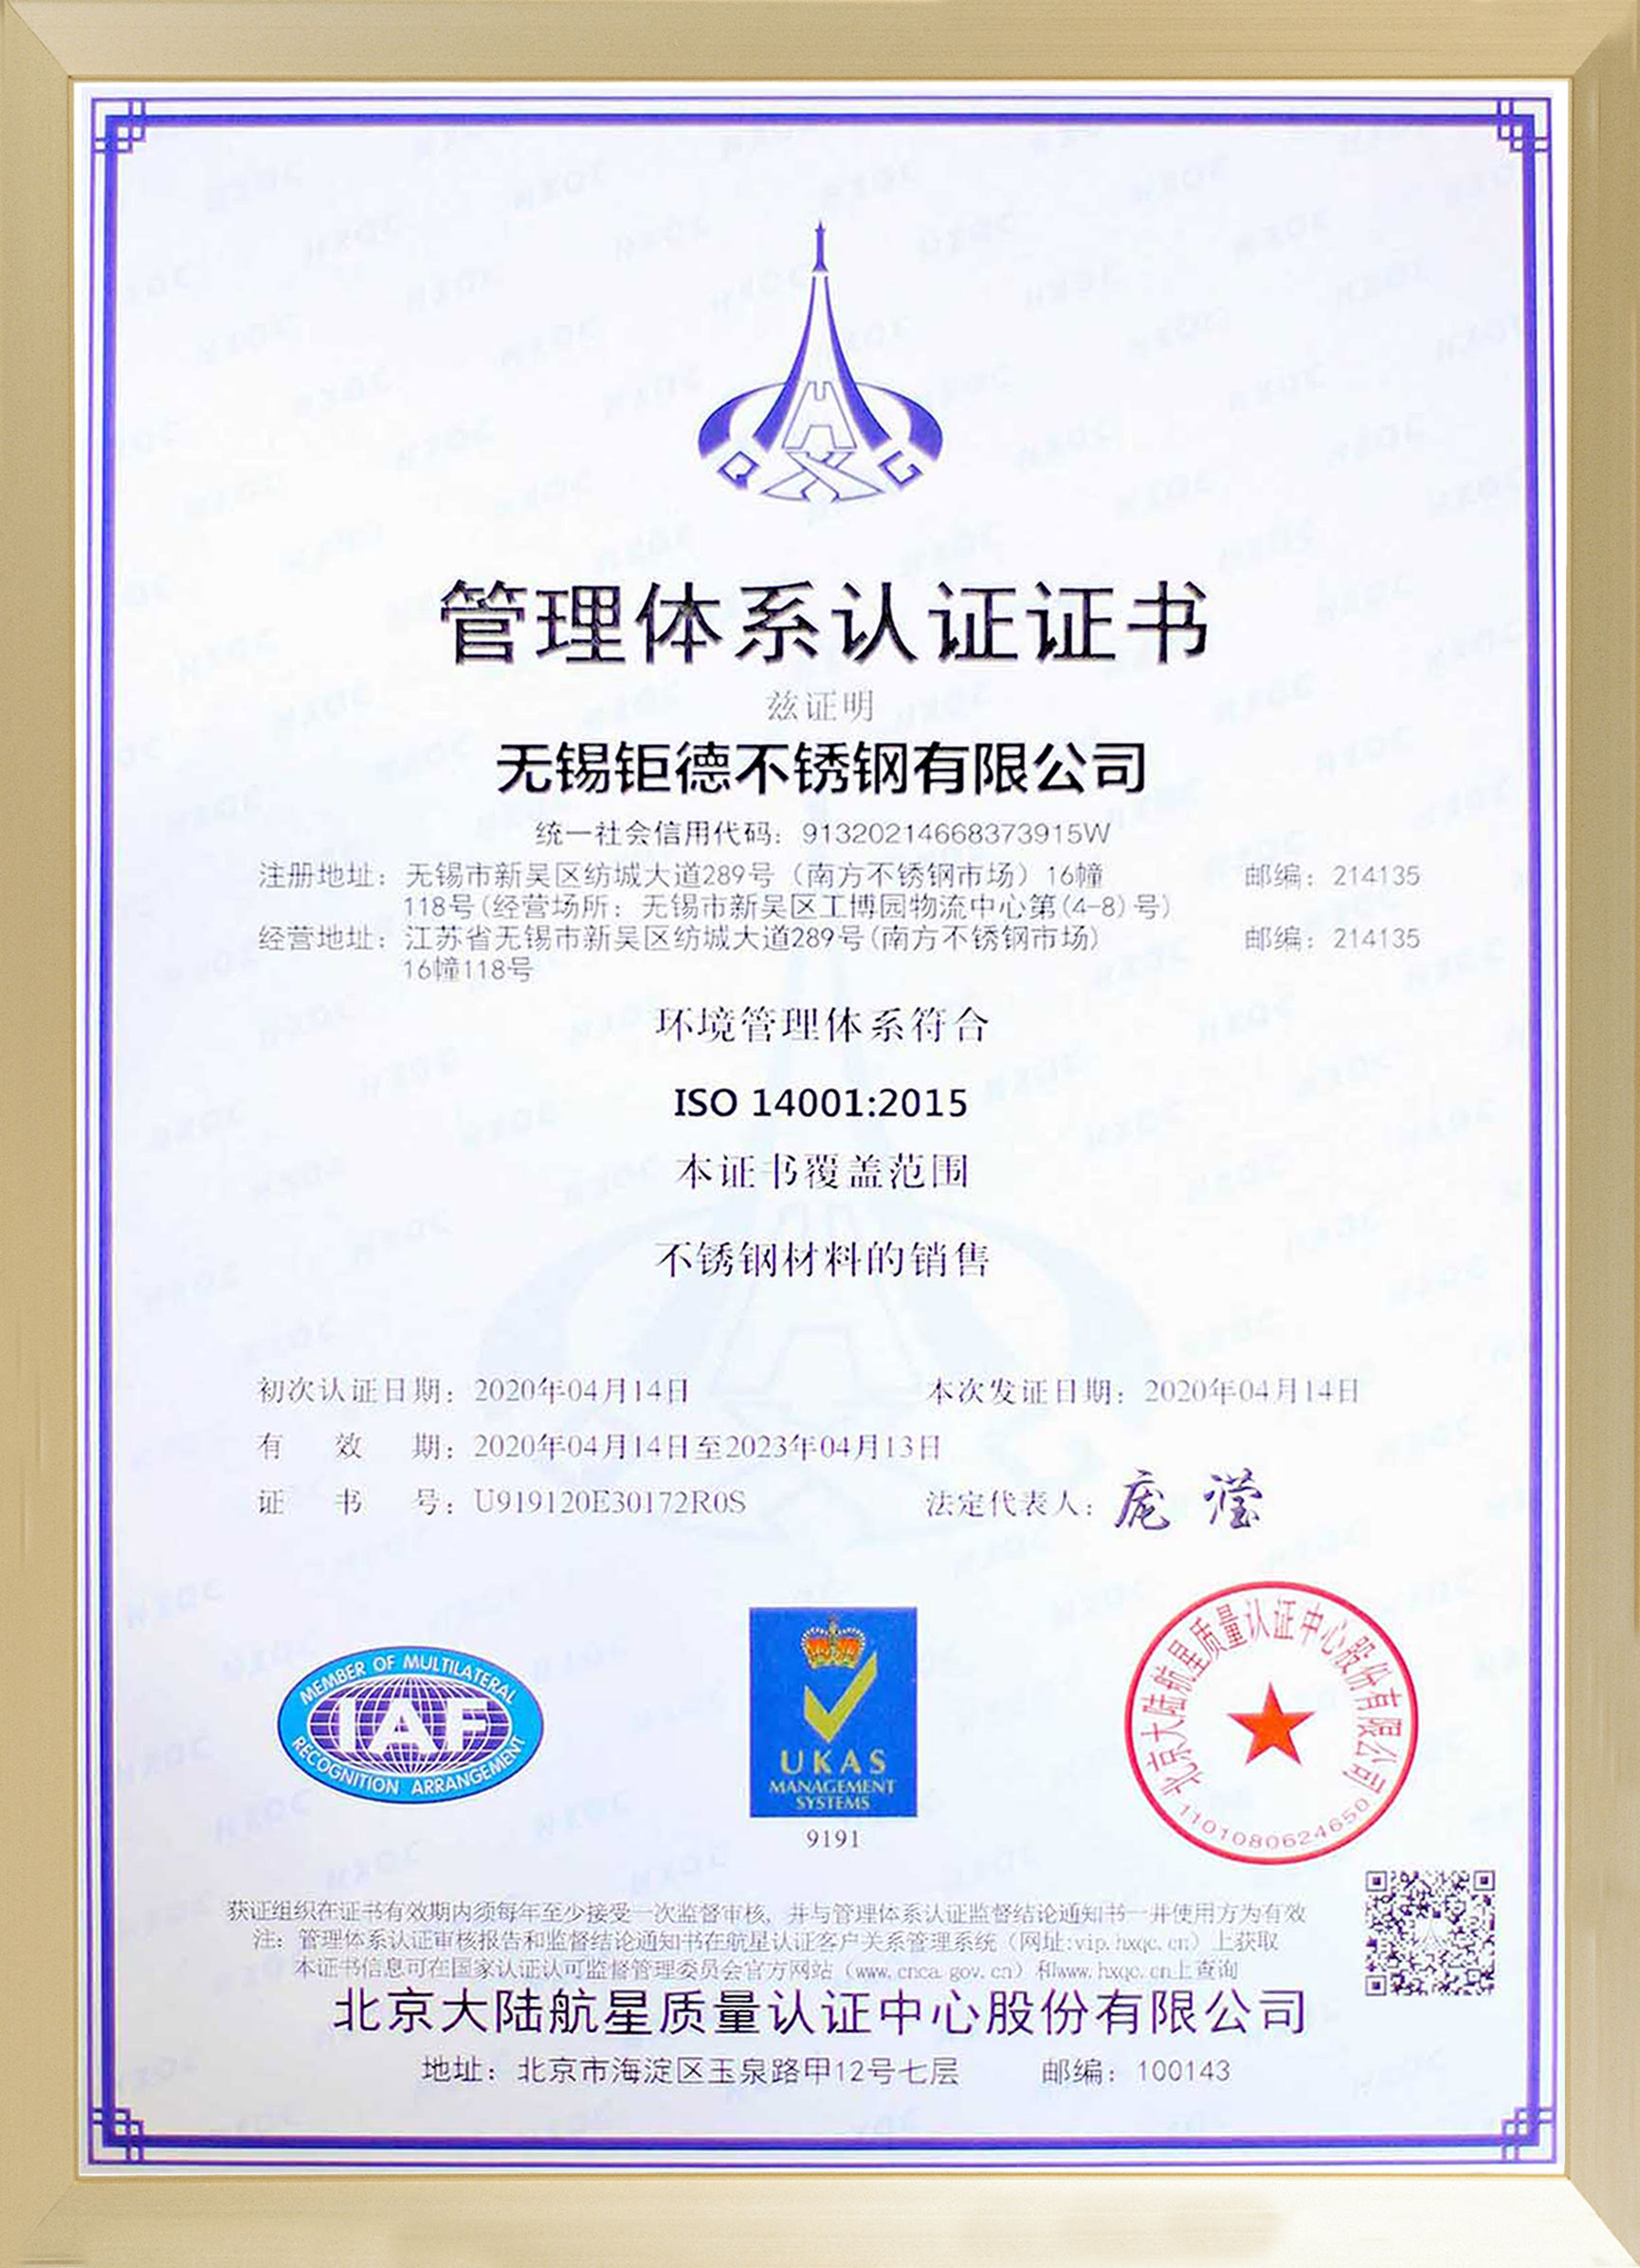 管理体系认证证书
兹证明
无锡钜德不锈钢有限公司
统一社会信用代码：91320214668373915W
注册地址：无锡市新吴区纺城大道289号（南方不锈钢市场）16幢 邮编：214135
118号(经营场所：无锡市新吴区工博园物流中心第(4-8)号)
经营地址：江苏省无锡市新吴区纺城大道289号(南方不锈钢市场) 邮编：214135
16幢118号
环境管理体系符合
ISO 14001:2015
本证书覆盖范围
不锈钢材料的销售
初次认证日期：2020年04月14日 本次发证日期：2020年04月14日
有效期：2020年04月14日至2023年04月13日
证书号：U919120E30172R0S 法定代表人：庞滢
MEMBER OF MULTILATERAL
IAF
RECOGNITION ARRANGEMENT
UKAS
MANAGEMENT
SYSTEMS
9191
北京大陆航星质量认证中心股份有限公司
1101080624650
获证组织在证书有效期内须每年至少接受一次监督审核，并与管理体系认证监督结论通知书一并使用方为有效
注：管理体系认证审核报告和监督结论通知书在航星认证客户关系管理系统（网址:vip.hxqc.cn）上获取
本证书信息可在国家认证认可监督管理委员会官方网站（www.cnca.gov.cn）和www.hxqc.cn上查询
北京大陆航星质量认证中心股份有限公司
地址：北京市海淀区玉泉路甲12号七层 邮编：100143